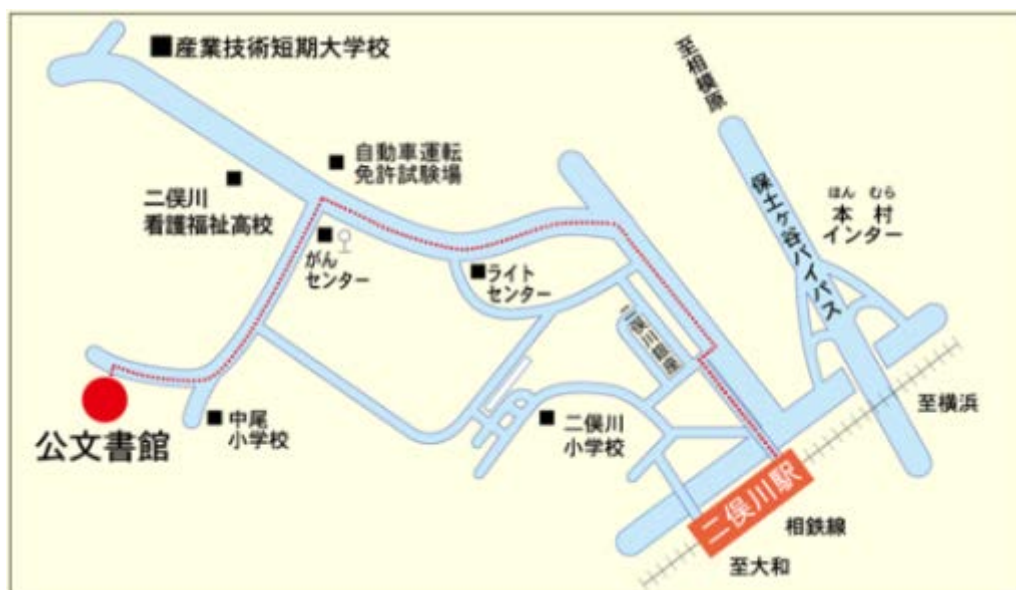 ■産業技術短期大学校
至相模原
自動車運転
免許試験場
二俣川
看護福祉高校
がん
センター
ライト
センター
保土ヶ谷バイパス
ほん むら
本 村
インター
二俣川銀座
公文書館
中尾
小学校
二俣川
小学校
至横浜
二俣川駅
相鉄線
至大和